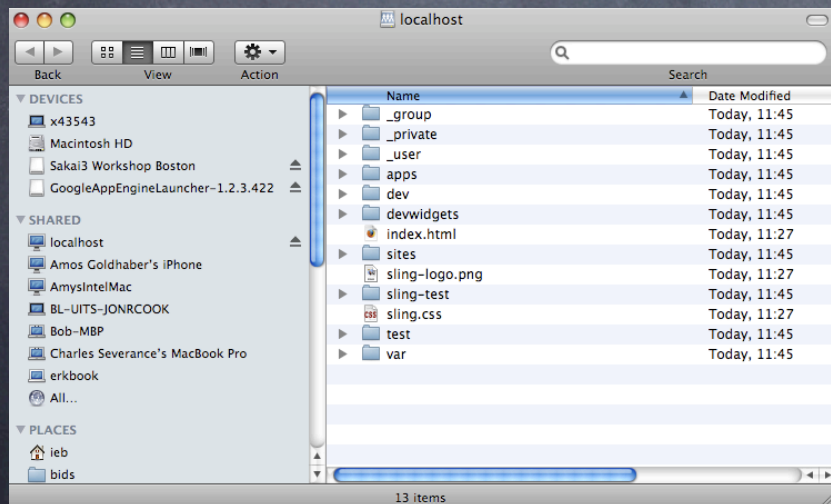 localhost
Back View Action Search
DEVICES
x43543
Macintosh HD
Sakai3 Workshop Boston
GoogleAppEngineLauncher-1.2.3.422
SHARED
localhost
Amos Goldhaber's iPhone
AmysIntelMac
BL-UITS-JONRCOOK
Bob-MBP
Charles Severance's MacBook Pro
erkbook
All...
PLACES
ieb
bids
Name Date Modified
_group Today, 11:45
_private Today, 11:45
_user Today, 11:45
apps Today, 11:45
dev Today, 11:45
devwidgets Today, 11:45
index.html Today, 11:27
sites Today, 11:45
sling-logo.png Today, 11:27
sling-test Today, 11:45
CSS sling.css Today, 11:27
test Today, 11:45
var Today, 11:45
13 items